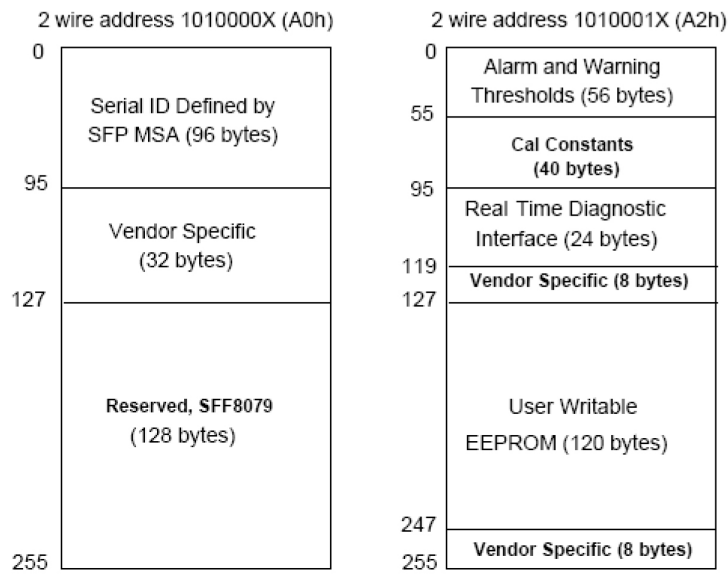 2 wire address 1010000X (A0h)
0
Serial ID Defined by
SFP MSA (96 bytes)
95
Vendor Specific
(32 bytes)
127
Reserved, SFF8079
(128 bytes)
255
2 wire address 1010001X (A2h)
0
Alarm and Warning
Thresholds (56 bytes)
55
Cal Constants
(40 bytes)
95
Real Time Diagnostic
Interface (24 bytes)
119
Vendor Specific (8 bytes)
127
User Writable
EEPROM (120 bytes)
247
Vendor Specific (8 bytes)
255